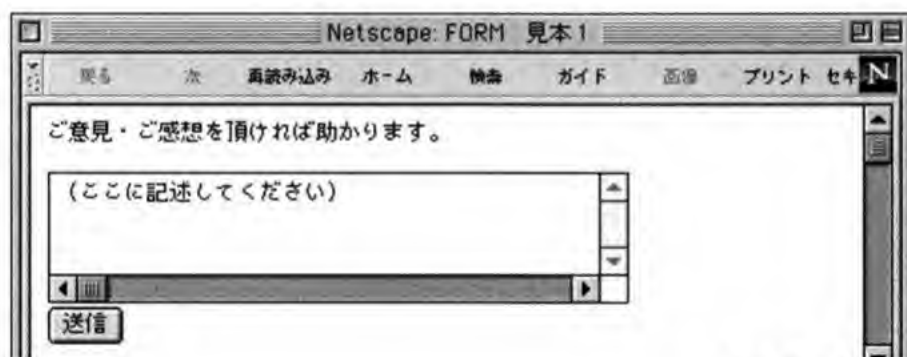 Netscape: FORM 見本 1
戻る 次 再読み込み ホーム 検索 ガイド 画像 プリント セキ N
ご意見・ご感想を頂ければ助かります。
(ここに記述してください)
送信